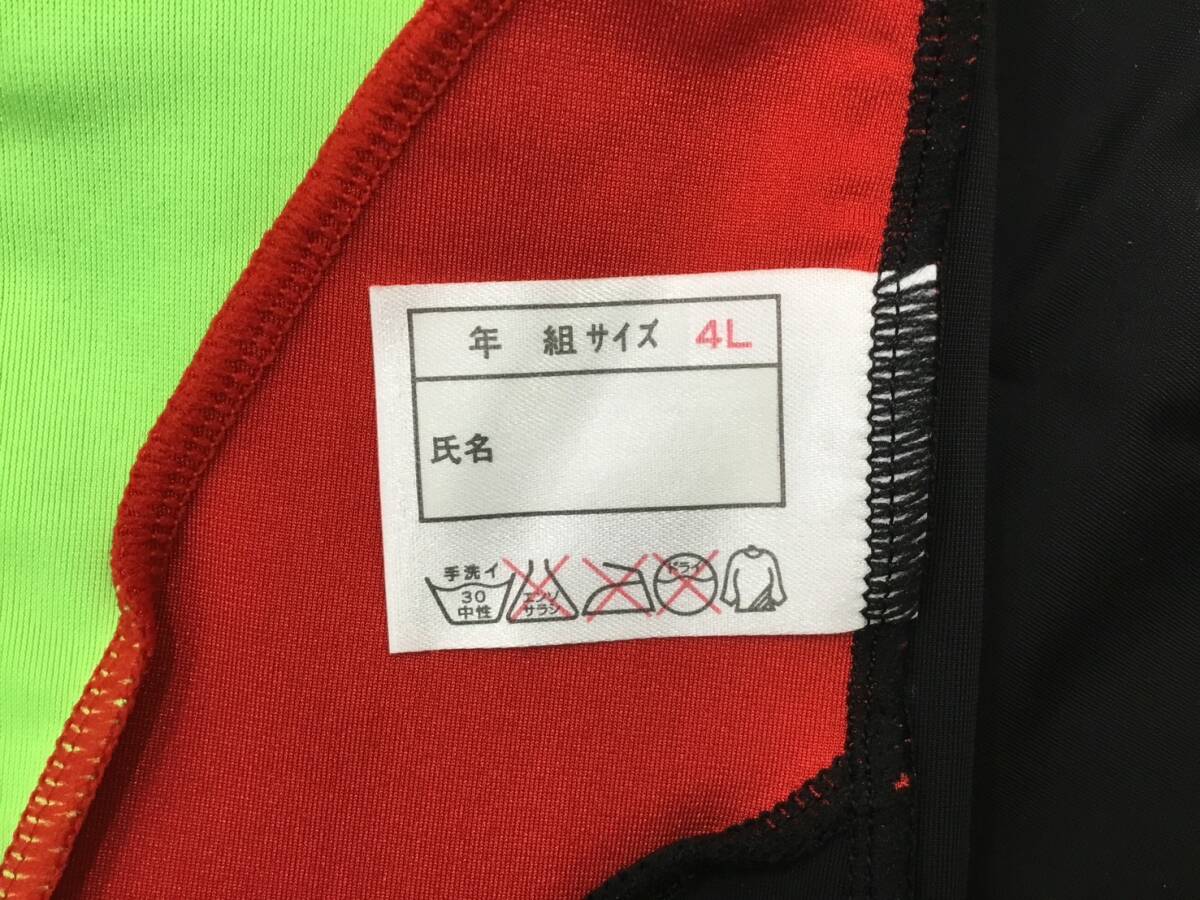 年 組サイズ 4L
氏名
手洗イ
30
中性
エンソ
サラシ
ドライ